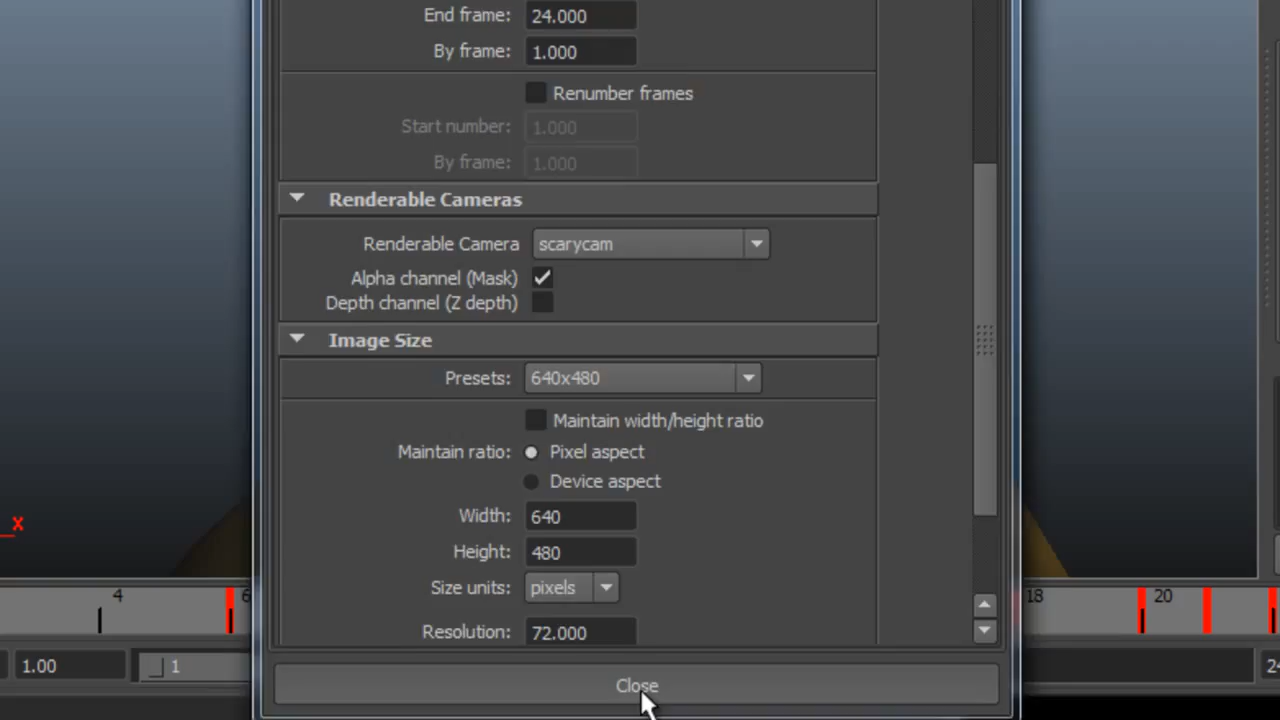 End frame: 24.000
By frame: 1.000
Renumber frames
Start number: 1.000
By frame: 1.000
Renderable Cameras
Renderable Camera scarycam
Alpha channel (Mask)
Depth channel (Z depth)
Image Size
Presets: 640x480
Maintain width/height ratio
Maintain ratio: Pixel aspect
Device aspect
Width: 640
x
Height: 480
Size units: pixels
4 6 18 20
Resolution: 72.000
1.00 1 24
Close